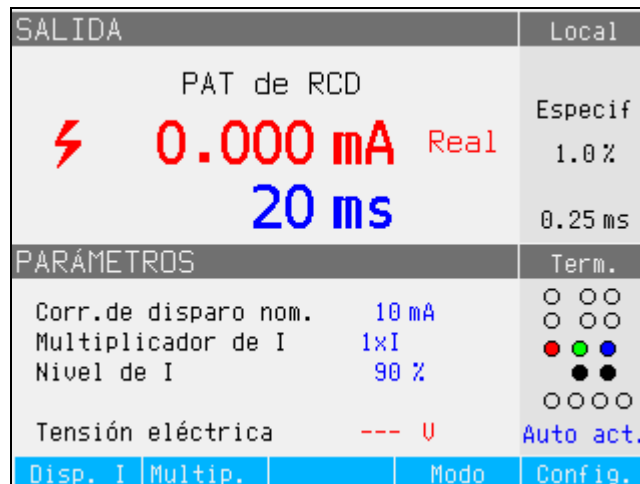 SALIDA Local
PAT de RCD
Especif
0.000 mA Real
1.0 %
20 ms
0.25 ms
PARÁMETROS Term.
Corr.de disparo nom. 10 mA
Multiplicador de I 1xI
Nivel de I 90 %
Tensión eléctrica --- V
Auto act.
Disp. I Multip. Modo Config.